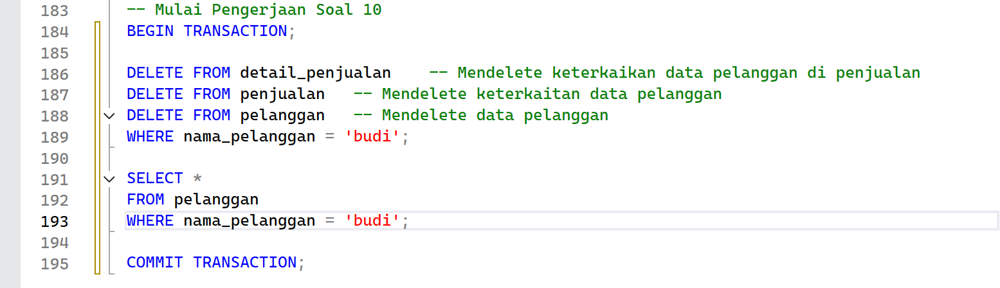 183 -- Mulai Pengerjaan Soal 10
184 BEGIN TRANSACTION;
185
186 DELETE FROM detail_penjualan    -- Mendelete keterkaikan data pelanggan di penjualan
187 DELETE FROM penjualan   -- Mendelete keterkaitan data pelanggan
188 DELETE FROM pelanggan   -- Mendelete data pelanggan
189 WHERE nama_pelanggan = 'budi';
190
191 SELECT *
192 FROM pelanggan
193 WHERE nama_pelanggan = 'budi';
194
195 COMMIT TRANSACTION;